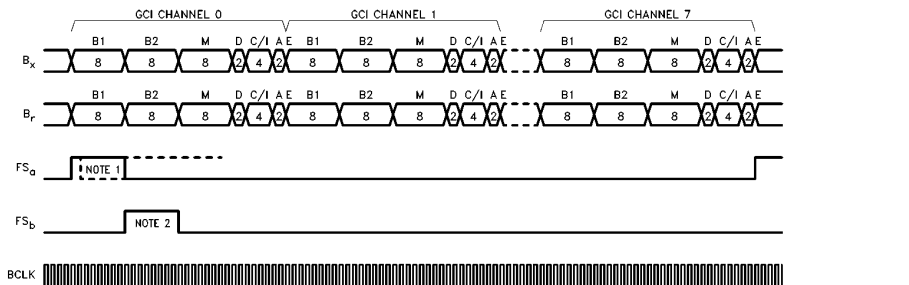 GCI CHANNEL 0 GCI CHANNEL 1 GCI CHANNEL 7
B1 B2 M D C/I A E B1 B2 M D C/I A E B1 B2 M D C/I A E
Bx 8 8 8 2 4 2 8 8 8 2 4 2 8 8 8 2 4 2
B1 B2 M D C/I A E B1 B2 M D C/I A E B1 B2 M D C/I A E
Br 8 8 8 2 4 2 8 8 8 2 4 2 8 8 8 2 4 2
FSa NOTE 1
FSb NOTE 2
BCLK